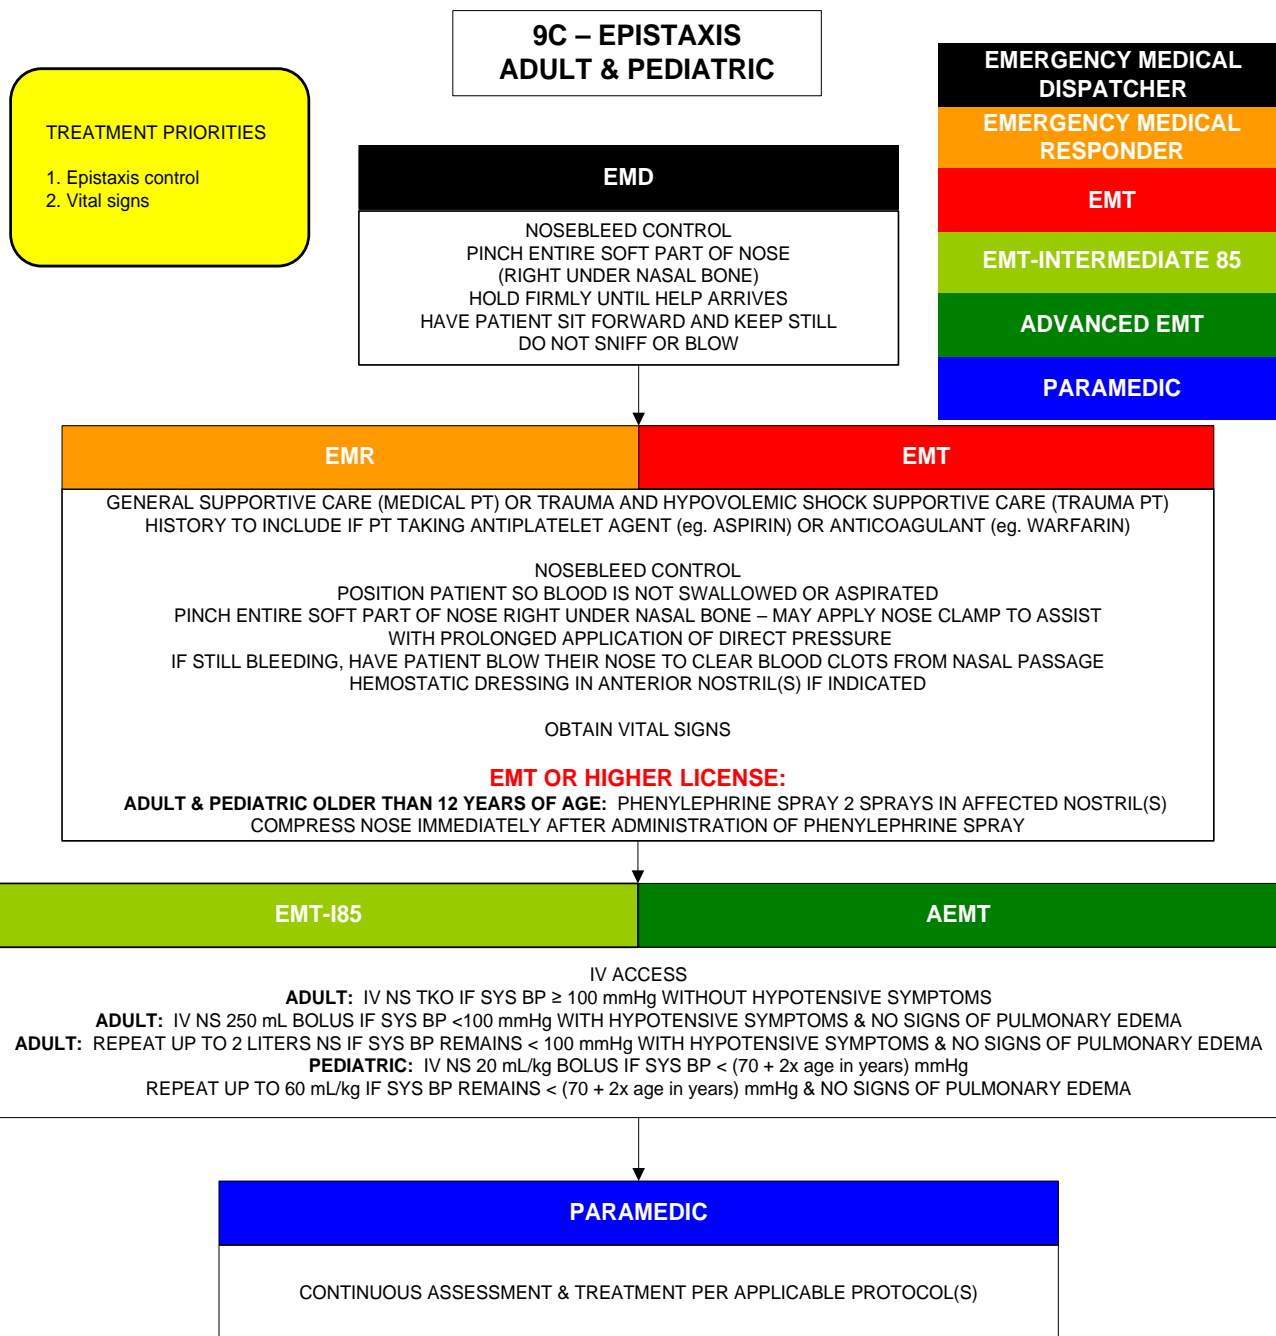 9C – EPISTAXIS
ADULT & PEDIATRIC
TREATMENT PRIORITIES
1. Epistaxis control
2. Vital signs
EMERGENCY MEDICAL
DISPATCHER
EMERGENCY MEDICAL
RESPONDER
EMT
EMT-INTERMEDIATE 85
ADVANCED EMT
PARAMEDIC
EMD
NOSEBLEED CONTROL
PINCH ENTIRE SOFT PART OF NOSE
(RIGHT UNDER NASAL BONE)
HOLD FIRMLY UNTIL HELP ARRIVES
HAVE PATIENT SIT FORWARD AND KEEP STILL
DO NOT SNIFF OR BLOW
EMR
EMT
GENERAL SUPPORTIVE CARE (MEDICAL PT) OR TRAUMA AND HYPOVOLEMIC SHOCK SUPPORTIVE CARE (TRAUMA PT)
HISTORY TO INCLUDE IF PT TAKING ANTIPLATELET AGENT (eg. ASPIRIN) OR ANTICOAGULANT (eg. WARFARIN)
NOSEBLEED CONTROL
POSITION PATIENT SO BLOOD IS NOT SWALLOWED OR ASPIRATED
PINCH ENTIRE SOFT PART OF NOSE RIGHT UNDER NASAL BONE – MAY APPLY NOSE CLAMP TO ASSIST
WITH PROLONGED APPLICATION OF DIRECT PRESSURE
IF STILL BLEEDING, HAVE PATIENT BLOW THEIR NOSE TO CLEAR BLOOD CLOTS FROM NASAL PASSAGE
HEMOSTATIC DRESSING IN ANTERIOR NOSTRIL(S) IF INDICATED
OBTAIN VITAL SIGNS
EMT OR HIGHER LICENSE:
ADULT & PEDIATRIC OLDER THAN 12 YEARS OF AGE: PHENYLEPHRINE SPRAY 2 SPRAYS IN AFFECTED NOSTRIL(S)
COMPRESS NOSE IMMEDIATELY AFTER ADMINISTRATION OF PHENYLEPHRINE SPRAY
EMT-I85
AEMT
IV ACCESS
ADULT: IV NS TKO IF SYS BP ≥ 100 mmHg WITHOUT HYPOTENSIVE SYMPTOMS
ADULT: IV NS 250 mL BOLUS IF SYS BP <100 mmHg WITH HYPOTENSIVE SYMPTOMS & NO SIGNS OF PULMONARY EDEMA
ADULT: REPEAT UP TO 2 LITERS NS IF SYS BP REMAINS < 100 mmHg WITH HYPOTENSIVE SYMPTOMS & NO SIGNS OF PULMONARY EDEMA
PEDIATRIC: IV NS 20 mL/kg BOLUS IF SYS BP < (70 + 2x age in years) mmHg
REPEAT UP TO 60 mL/kg IF SYS BP REMAINS < (70 + 2x age in years) mmHg & NO SIGNS OF PULMONARY EDEMA
PARAMEDIC
CONTINUOUS ASSESSMENT & TREATMENT PER APPLICABLE PROTOCOL(S)